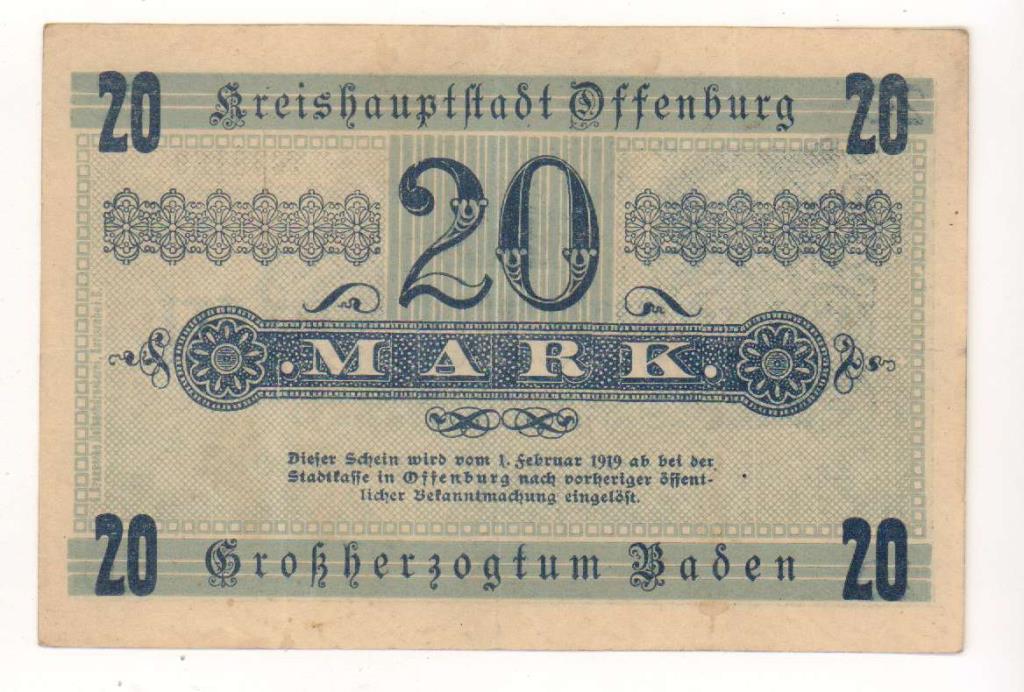 20 Kreishauptstadt Offenburg 20
20
.MARK.
Dieser Schein wird vom 1. Februar 1919 ab bei der
Stadtkasse in Offenburg nach vorheriger öffent-
licher Bekanntmachung eingelöst.
20 Großherzogtum Baden 20